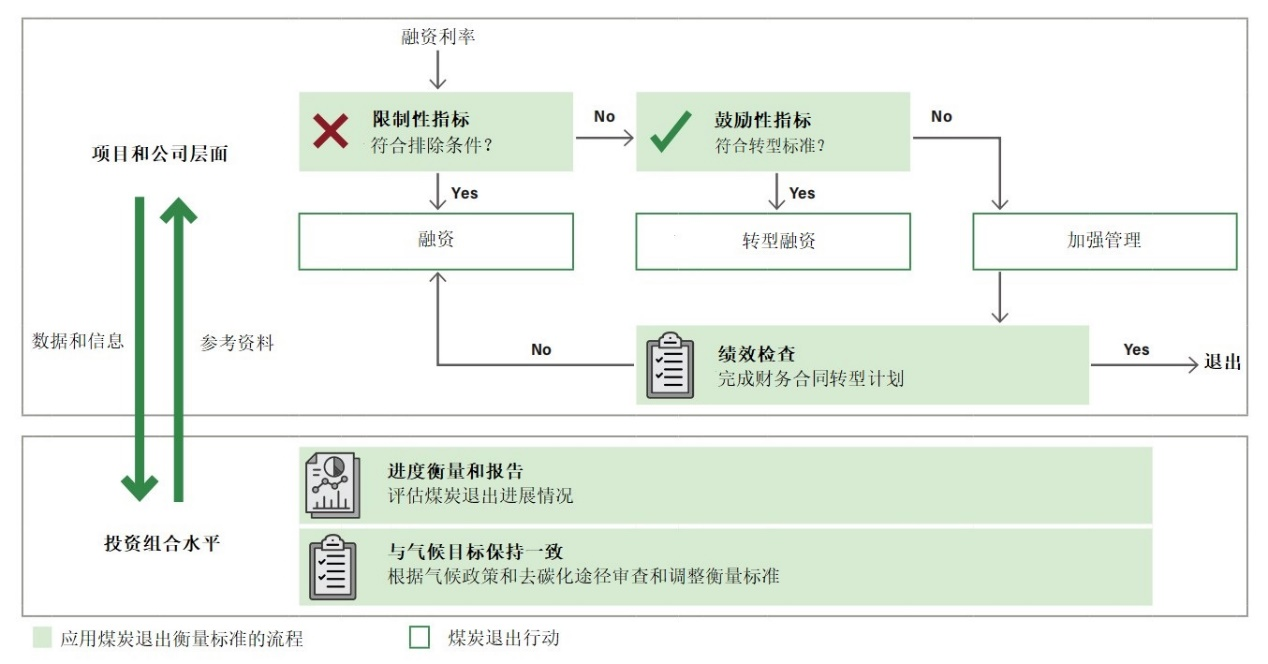 融资利率
限制性指标
符合排除条件?
No
鼓励性指标
符合转型标准?
No
项目和公司层面
Yes
Yes
融资
转型融资
加强管理
数据和信息
参考资料
No
绩效检查
完成财务合同转型计划
Yes
退出
进度衡量和报告
评估煤炭退出进展情况
投资组合水平
与气候目标保持一致
根据气候政策和去碳化途径审查和调整衡量标准
应用煤炭退出衡量标准的流程
煤炭退出行动